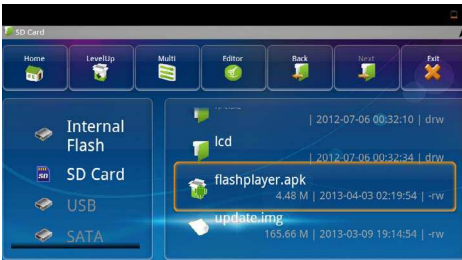 SD Card
Home
LevelUp
Multi
Editor
Back
Next
Exit
Internal
Flash
SD Card
USB
SATA
| 2012-07-06 00:32:10 | drw
lcd
| 2012-07-06 00:32:34 | drw
flashplayer.apk
4.48 M | 2013-04-03 02:19:54 | -rw
update.img
165.66 M | 2013-03-09 19:14:54 | -rw